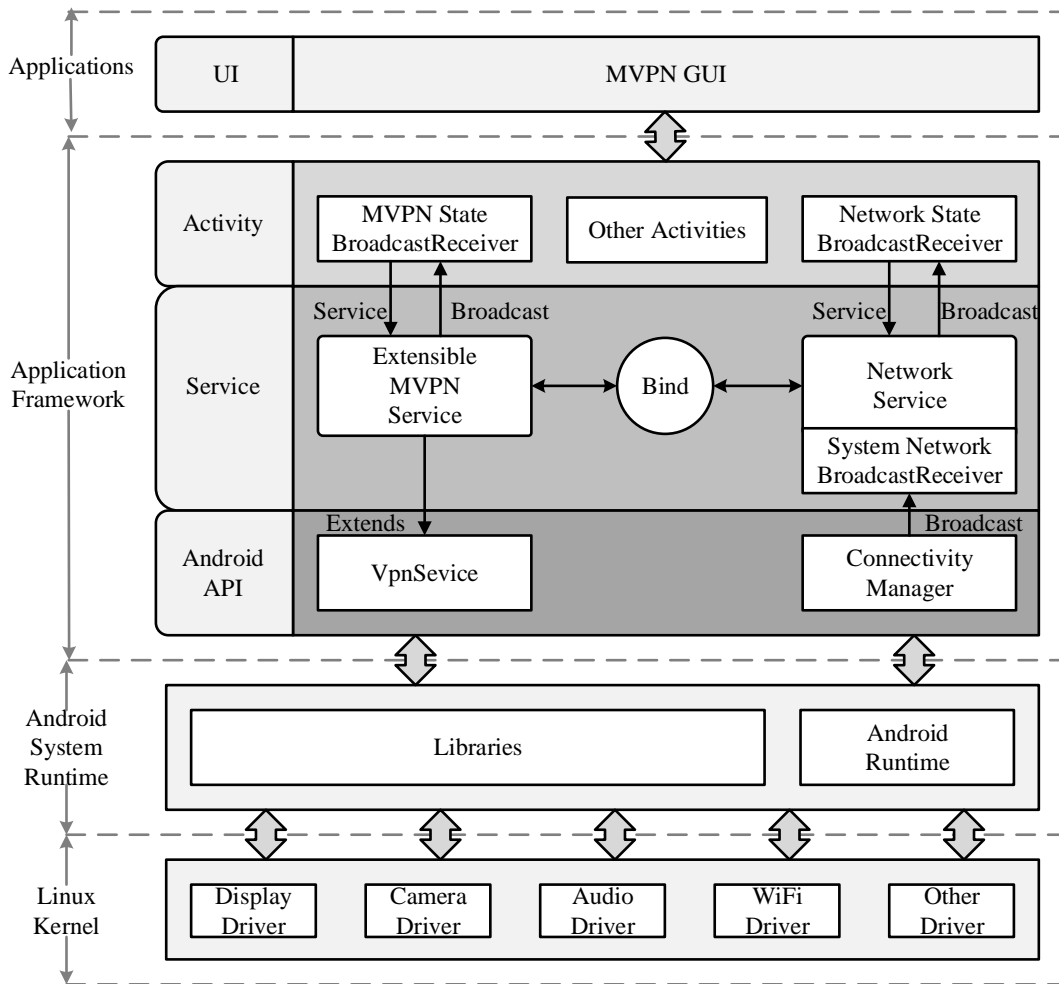 Applications
UI
MVPN GUI
Activity
MVPN State
BroadcastReceiver
Other Activities
Network State
BroadcastReceiver
Service
Broadcast
Service
Broadcast
Application
Framework
Service
Extensible
MVPN
Service
Bind
Network
Service
System Network
BroadcastReceiver
Extends
Broadcast
Android
API
VpnSevice
Connectivity
Manager
Android
System
Runtime
Libraries
Android
Runtime
Linux
Kernel
Display
Driver
Camera
Driver
Audio
Driver
WiFi
Driver
Other
Driver